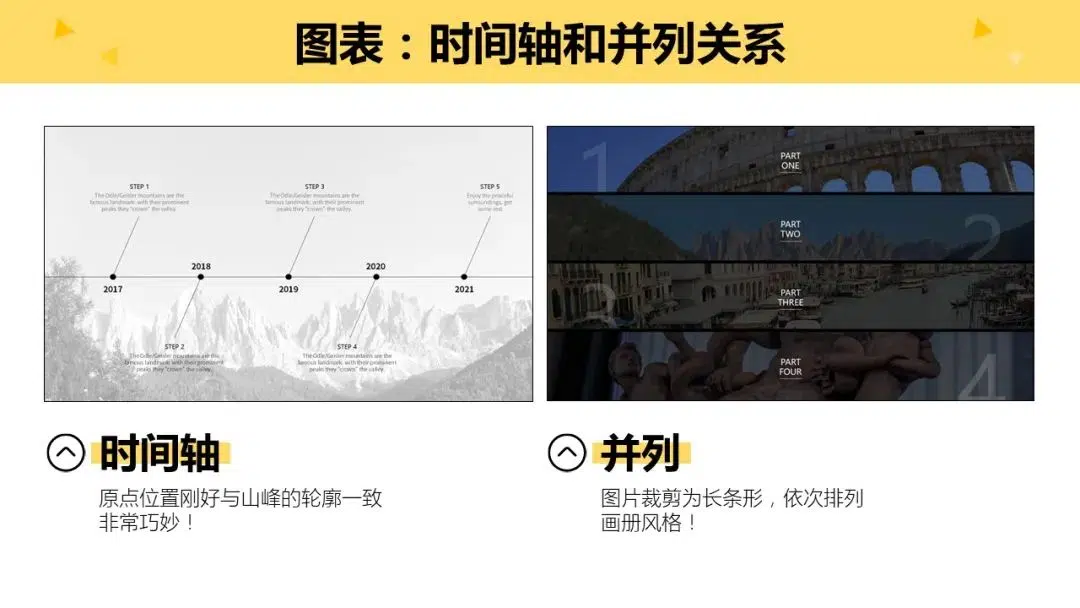 图表：时间轴和并列关系
STEP 1
The Odle/Geisler mountains are the
famous landmark, with their prominent
peaks they "crown" the valley.
STEP 3
The Odle/Geisler mountains are the
famous landmark, with their prominent
peaks they "crown" the valley.
STEP 5
Enjoy the peaceful
surroundings, get
some rest
2017
2018
2019
2020
2021
STEP 2
The Odle/Geisler mountains are the
famous landmark, with their prominent
peaks they "crown" the valley.
STEP 4
The Odle/Geisler mountains are the
famous landmark, with their prominent
peaks they "crown" the valley.
1
PART
ONE
PART
TWO
2
3
PART
THREE
PART
FOUR
4
时间轴
原点位置刚好与山峰的轮廓一致
非常巧妙！
并列
图片裁剪为长条形，依次排列
画册风格！